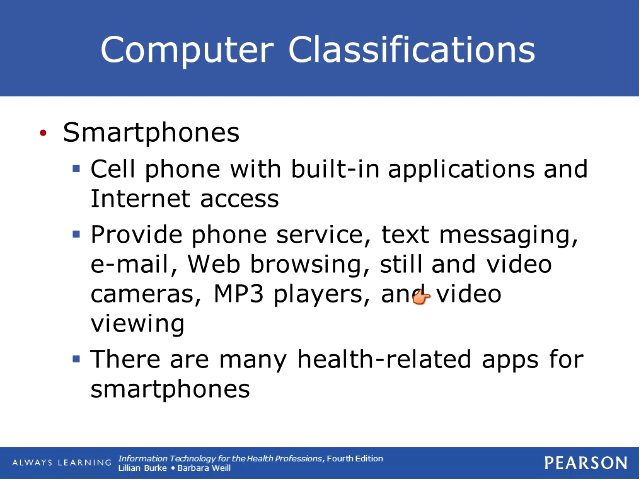 Computer Classifications
• Smartphones
▪ Cell phone with built-in applications and
Internet access
▪ Provide phone service, text messaging,
e-mail, Web browsing, still and video
cameras, MP3 players, and video
viewing
▪ There are many health-related apps for
smartphones
ALWAYS LEARNING
Information Technology for the Health Professions, Fourth Edition
Lillian Burke ♦ Barbara Weill
PEARSON